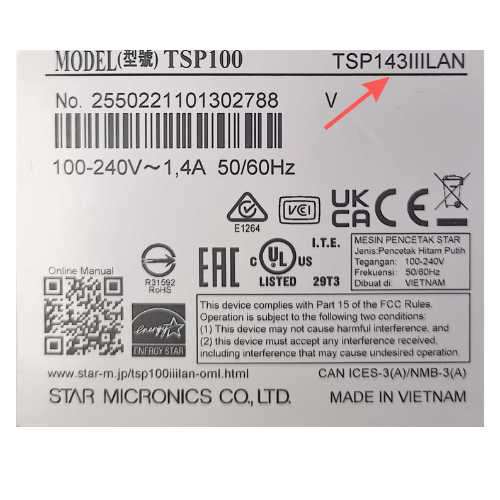 MODEL(型號) TSP100 TSP143IIILAN
No. 2550221101302788 V
100-240V～1,4A 50/60Hz
E1264
VCI
UK
CA
CE
Online Manual
R31592
RoHS
EAC
c UL US
LISTED
I.T.E.
29T3
MESIN PENCETAK STAR
Jenis:Pencetak Hitam Putih
Tegangan: 100-240V
Frekuensi: 50/60Hz
Dibuat di: VIETNAM
energy
ENERGY STAR
This device complies with Part 15 of the FCC Rules.
Operation is subject to the following two conditions:
(1) This device may not cause harmful interference, and
(2) this device must accept any interference received,
including interference that may cause undesired operation.
www.star-m.jp/tsp100iiilan-oml.html CAN ICES-3(A)/NMB-3(A)
STAR MICRONICS CO., LTD. MADE IN VIETNAM